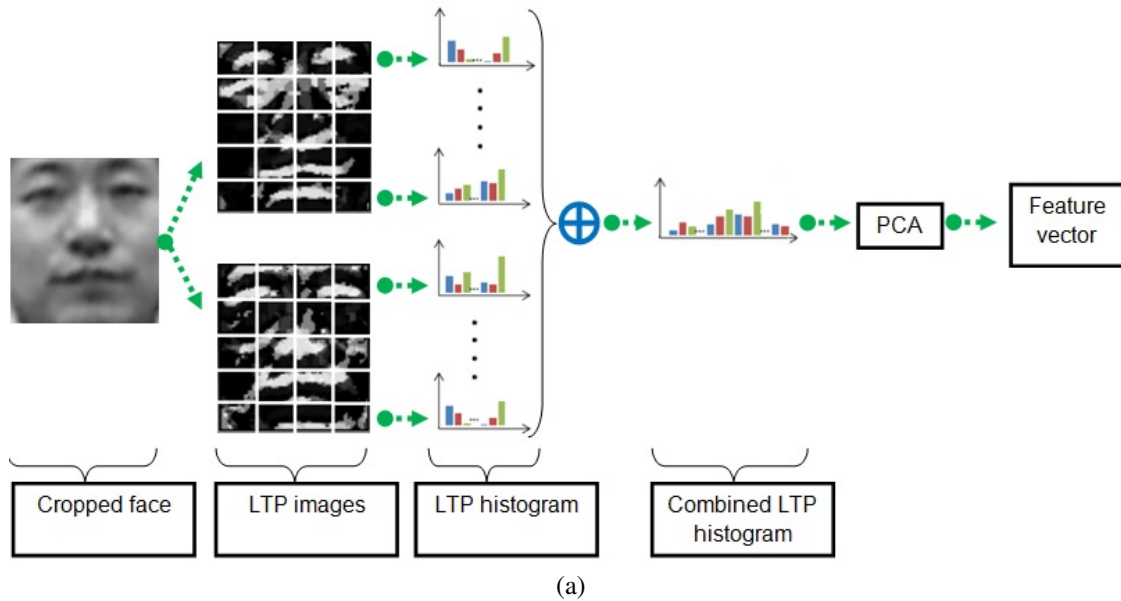 PCA
Feature
vector
Cropped face
LTP images
LTP histogram
Combined LTP
histogram
(a)